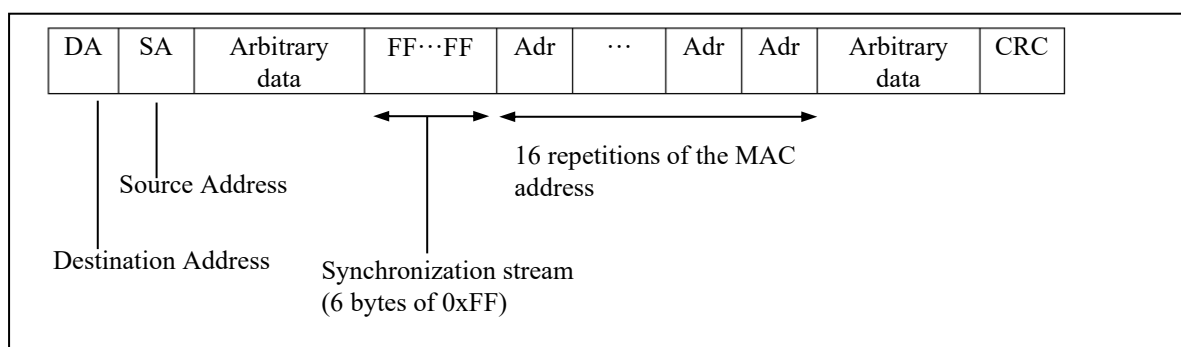 DA SA Arbitrary FF⋯FF Adr ⋯ Adr Adr Arbitrary CRC
data data
16 repetitions of the MAC
address
Source Address
Destination Address
Synchronization stream
(6 bytes of 0xFF)